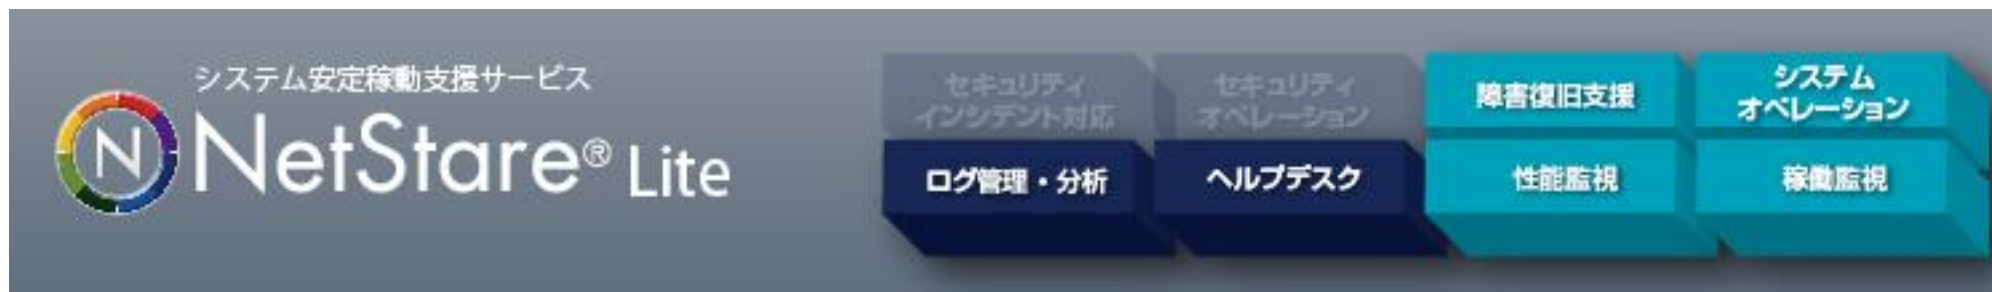 システム安定稼動支援サービス
N
NetStare® Lite
セキュリティ
インシデント対応
セキュリティ
オペレーション
障害復旧支援
システム
オペレーション
ログ管理・分析
ヘルプデスク
性能監視
稼働監視